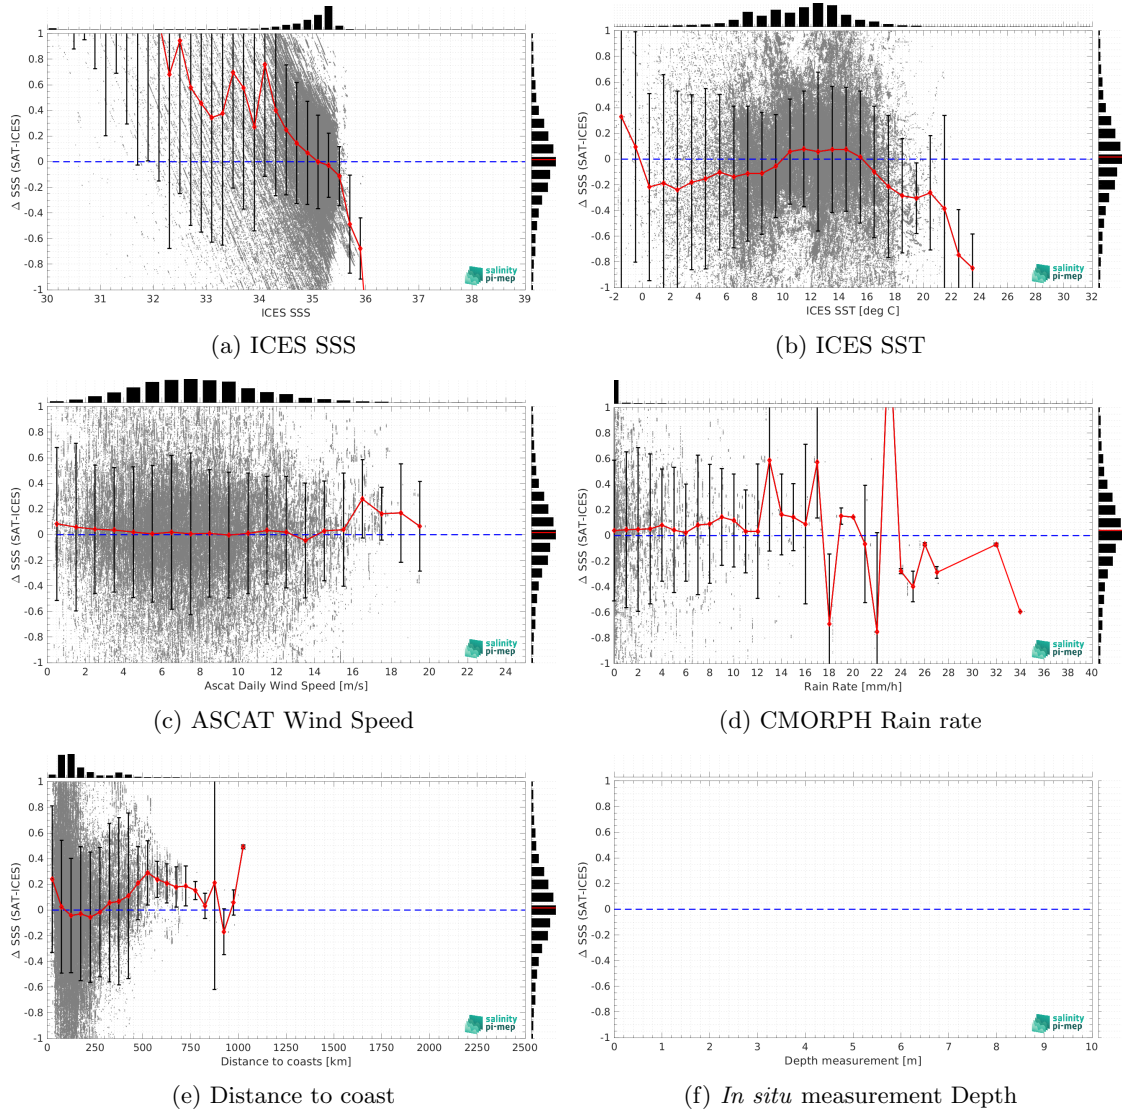 1
0.8
0.6
0.4
0.2
0
-0.2
-0.4
-0.6
-0.8
-1
Δ SSS (SAT-ICES)
30 31 32 33 34 35 36 37 38 39
ICES SSS
salinity
pi-mep
(a) ICES SSS
1
0.8
0.6
0.4
0.2
0
-0.2
-0.4
-0.6
-0.8
-1
Δ SSS (SAT-ICES)
-2 0 2 4 6 8 10 12 14 16 18 20 22 24 26 28 30 32
ICES SST [deg C]
salinity
pi-mep
(b) ICES SST
1
0.8
0.6
0.4
0.2
0
-0.2
-0.4
-0.6
-0.8
-1
Δ SSS (SAT-ICES)
0 2 4 6 8 10 12 14 16 18 20 22 24
Ascat Daily Wind Speed [m/s]
salinity
pi-mep
(c) ASCAT Wind Speed
1
0.8
0.6
0.4
0.2
0
-0.2
-0.4
-0.6
-0.8
-1
Δ SSS (SAT-ICES)
0 2 4 6 8 10 12 14 16 18 20 22 24 26 28 30 32 34 36 38 40
Rain Rate [mm/h]
salinity
pi-mep
(d) CMORPH Rain rate
1
0.8
0.6
0.4
0.2
0
-0.2
-0.4
-0.6
-0.8
-1
Δ SSS (SAT-ICES)
0 250 500 750 1000 1250 1500 1750 2000 2250 2500
Distance to coasts [km]
salinity
pi-mep
(e) Distance to coast
1
0.8
0.6
0.4
0.2
0
-0.2
-0.4
-0.6
-0.8
-1
Δ SSS (SAT-ICES)
0 1 2 3 4 5 6 7 8 9 10
Depth measurement [m]
salinity
pi-mep
(f) In situ measurement Depth